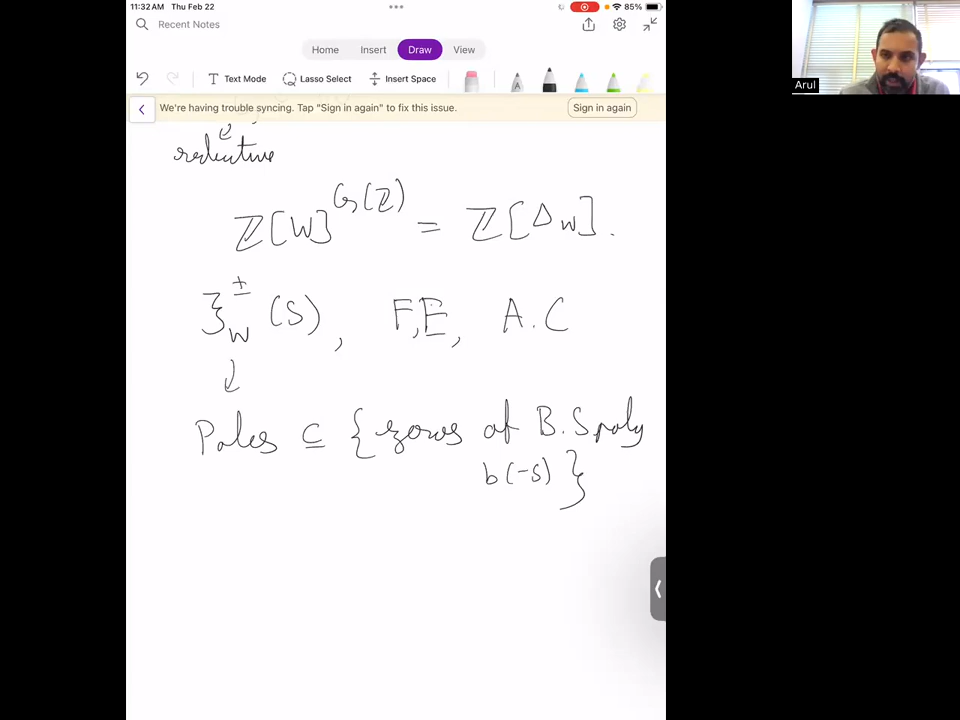 11:32 AM Thu Feb 22
85%
Recent Notes
Home Insert Draw View
Text Mode Lasso Select Insert Space
We're having trouble syncing. Tap "Sign in again" to fix this issue. Sign in again
Arul
reductive
ℤ[W]^{G(ℤ)} = ℤ[Δ_W].
ξ^±_W (s), F.E, A.C
↓
Poles ⊆ { zeros of B.S poly
b(-s) }